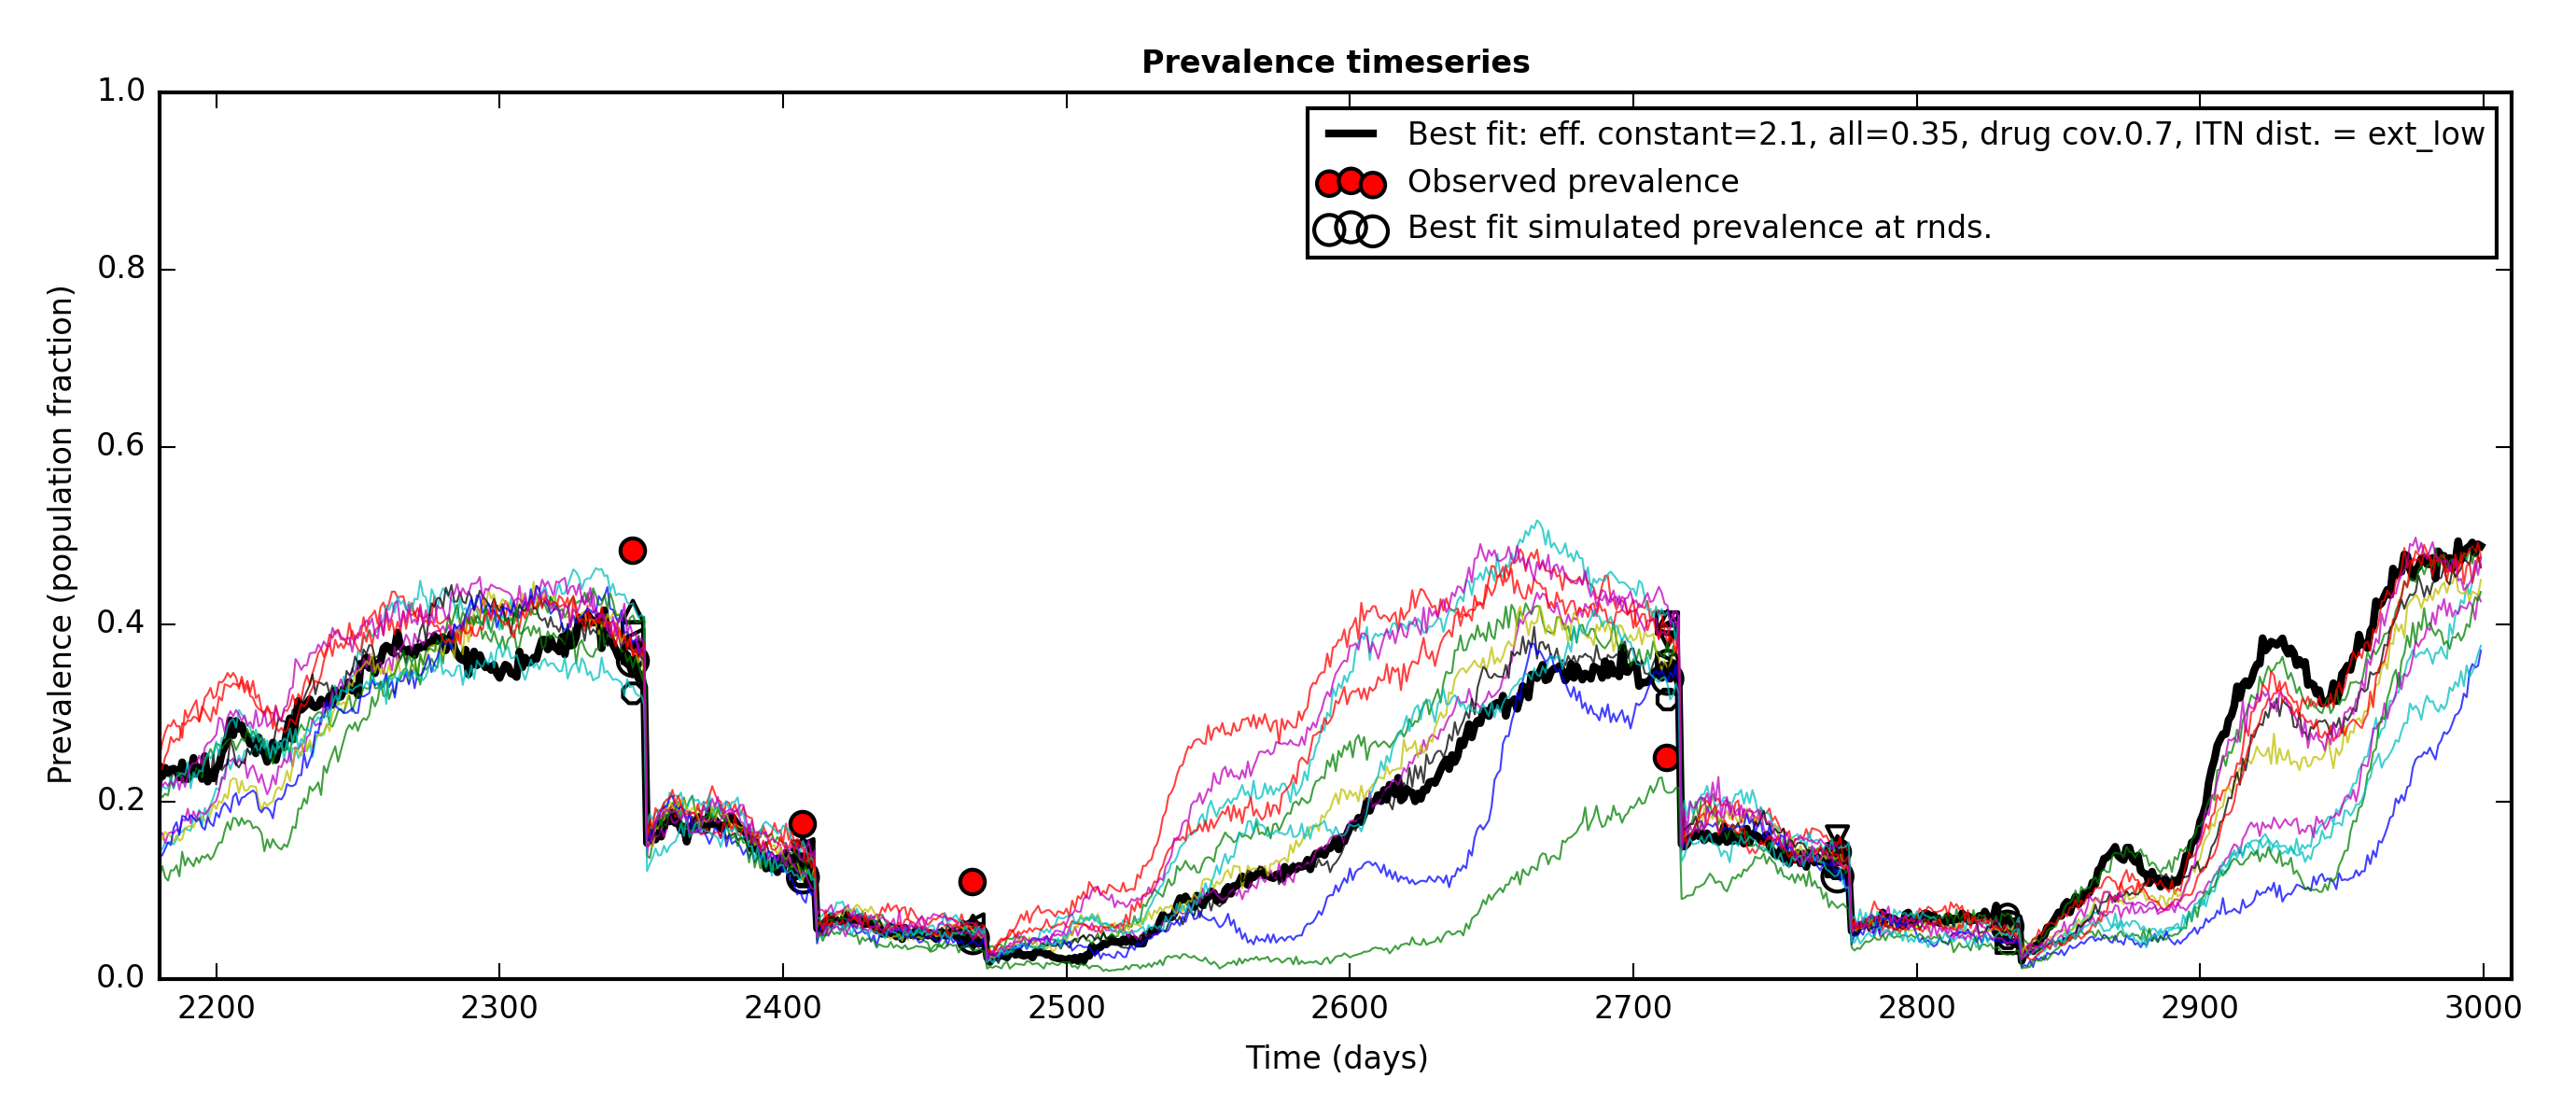 Prevalence timeseries
1.0
0.8
0.6
0.4
0.2
0.0
Prevalence (population fraction)
Best fit: eff. constant=2.1, all=0.35, drug cov.0.7, ITN dist. = ext_low
Observed prevalence
Best fit simulated prevalence at rnds.
2200 2300 2400 2500 2600 2700 2800 2900 3000
Time (days)